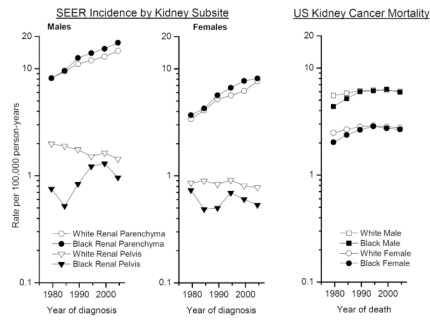 SEER Incidence by Kidney Subsite
US Kidney Cancer Mortality
Males
Females
Rate per 100,000 person-years
20
10
1
0.1
White Renal Parenchyma
Black Renal Parenchyma
White Renal Pelvis
Black Renal Pelvis
1980 1990 2000
Year of diagnosis
20
10
1
0.1
1980 1990 2000
Year of diagnosis
20
10
1
0.1
White Male
Black Male
White Female
Black Female
1980 1990 2000
Year of death